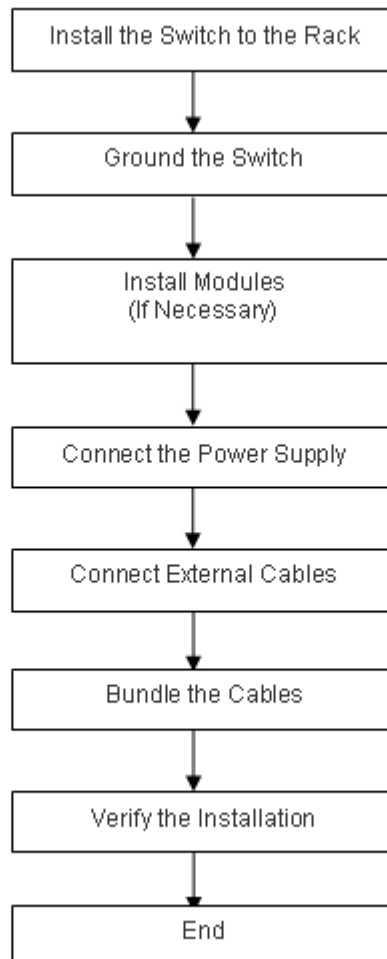 Install the Switch to the Rack
Ground the Switch
Install Modules
(If Necessary)
Connect the Power Supply
Connect External Cables
Bundle the Cables
Verify the Installation
End